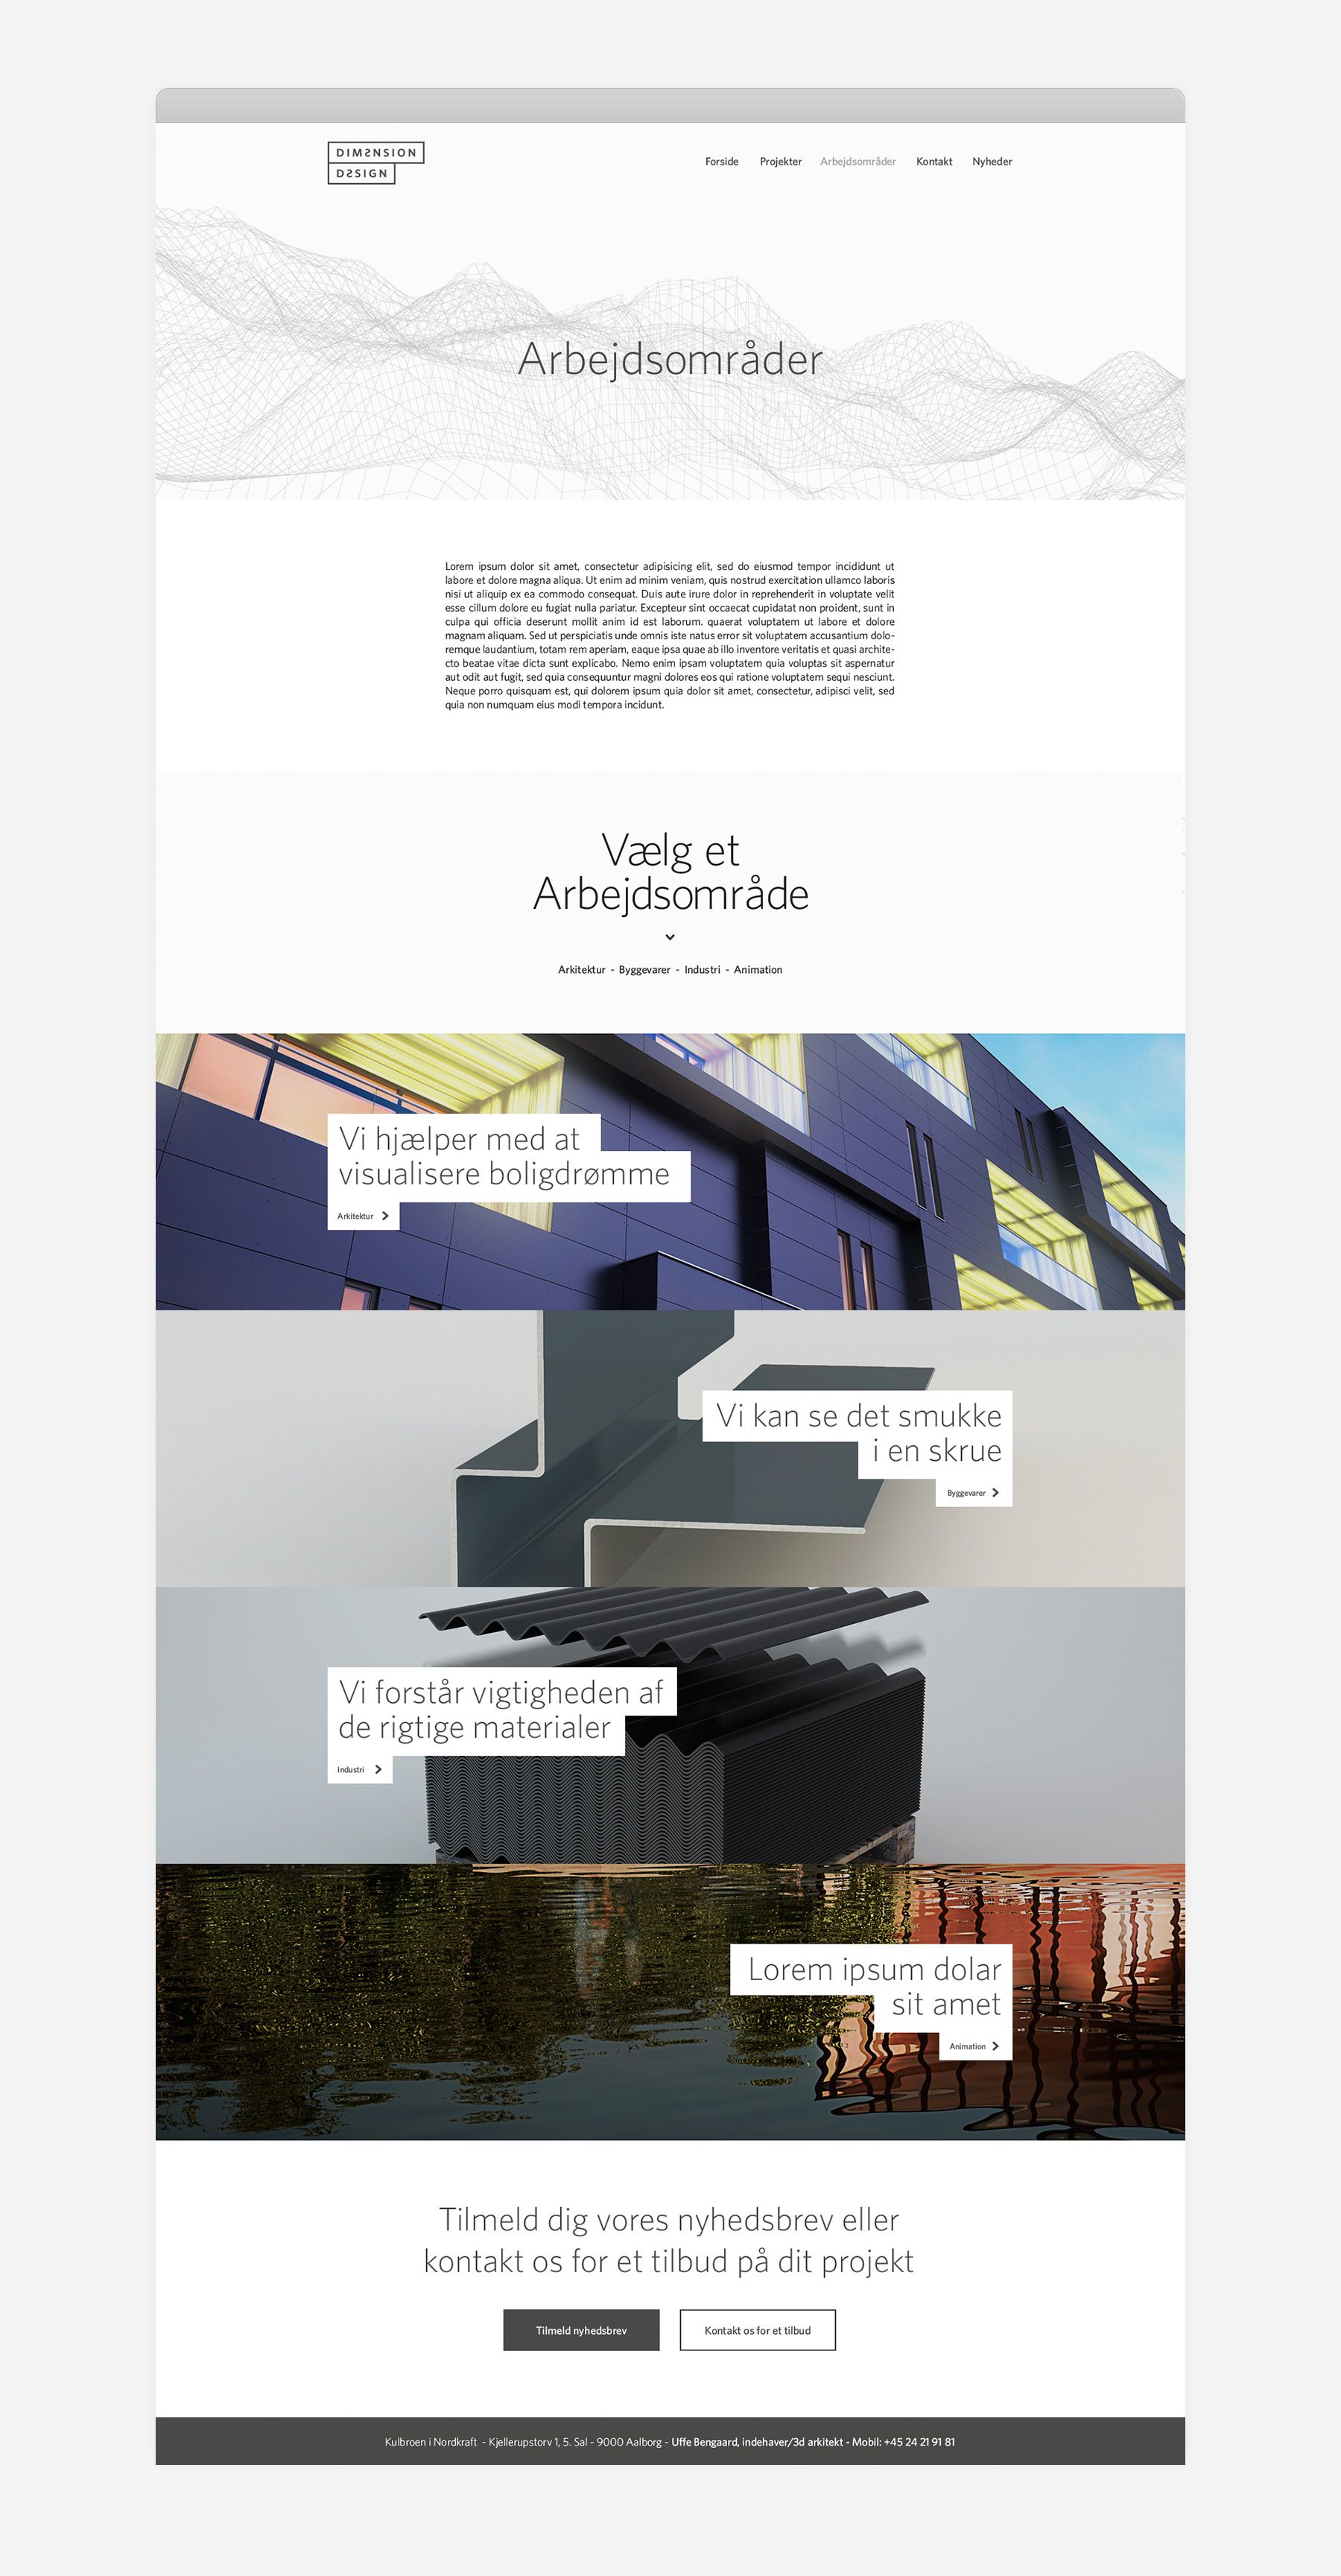 DIMENSION
DESIGN
Forside Projekter Arbejdsområder Kontakt Nyheder
Arbejdsområder
Lorem ipsum dolor sit amet, consectetur adipisicing elit, sed do eiusmod tempor incididunt ut
labore et dolore magna aliqua. Ut enim ad minim veniam, quis nostrud exercitation ullamco laboris
nisi ut aliquip ex ea commodo consequat. Duis aute irure dolor in reprehenderit in voluptate velit
esse cillum dolore eu fugiat nulla pariatur. Excepteur sint occaecat cupidatat non proident, sunt in
culpa qui officia deserunt mollit anim id est laborum. quaerat voluptatem ut labore et dolore
magnam aliquam. Sed ut perspiciatis unde omnis iste natus error sit voluptatem accusantium dolo-
remque laudantium, totam rem aperiam, eaque ipsa quae ab illo inventore veritatis et quasi archite-
cto beatae vitae dicta sunt explicabo. Nemo enim ipsam voluptatem quia voluptas sit aspernatur
aut odit aut fugit, sed quia consequuntur magni dolores eos qui ratione voluptatem sequi nesciunt.
Neque porro quisquam est, qui dolorem ipsum quia dolor sit amet, consectetur, adipisci velit, sed
quia non numquam eius modi tempora incidunt.
Vælg et
Arbejdsområde
Arkitektur - Byggevarer - Industri - Animation
Vi hjælper med at
visualisere boligdrømme
Arkitektur
Vi kan se det smukke
i en skrue
Byggevarer
Vi forstår vigtigheden af
de rigtige materialer
Industri
Lorem ipsum dolar
sit amet
Animation
Tilmeld dig vores nyhedsbrev eller
kontakt os for et tilbud på dit projekt
Tilmeld nyhedsbrev Kontakt os for et tilbud
Kulbroen i Nordkraft - Kjellerupstorv 1, 5. Sal - 9000 Aalborg - Uffe Bengaard, indehaver/3d arkitekt - Mobil: +45 24 21 91 81